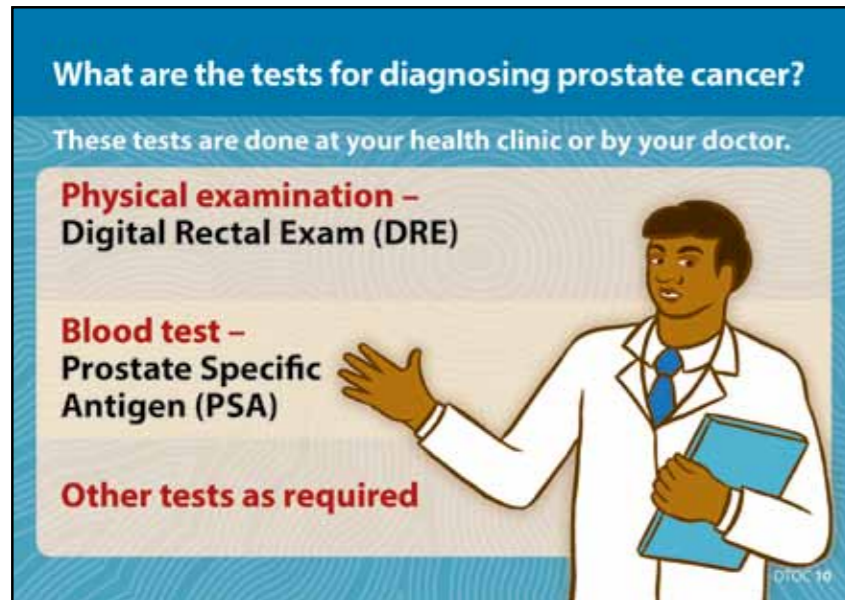 What are the tests for diagnosing prostate cancer?
These tests are done at your health clinic or by your doctor.
Physical examination –
Digital Rectal Exam (DRE)
Blood test –
Prostate Specific
Antigen (PSA)
Other tests as required
DTOC 10